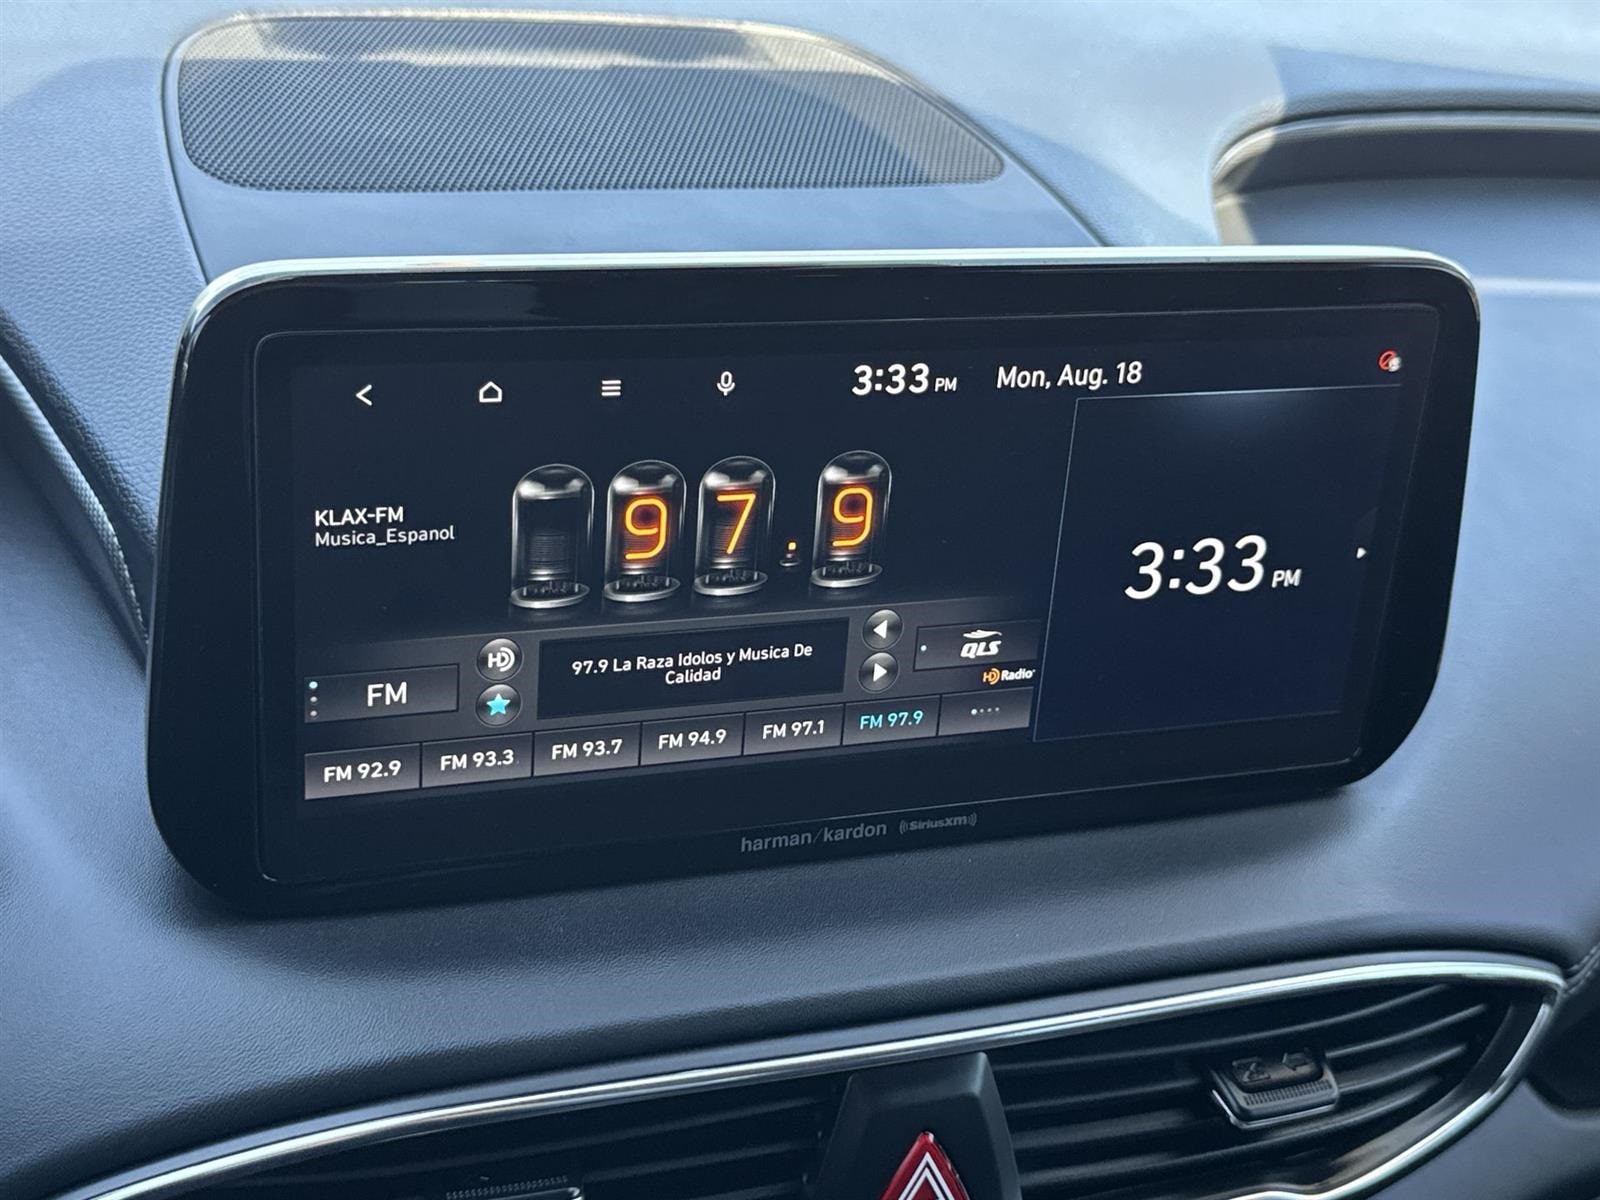 3:33 PM Mon, Aug. 18
KLAX-FM
Musica_Espanol
97.9
3:33 PM
97.9 La Raza Idolos y Musica De
Calidad
HD
FM
QLS
HD Radio
FM 92.9
FM 93.3
FM 93.7
FM 94.9
FM 97.1
FM 97.9
harman/kardon
SiriusXM